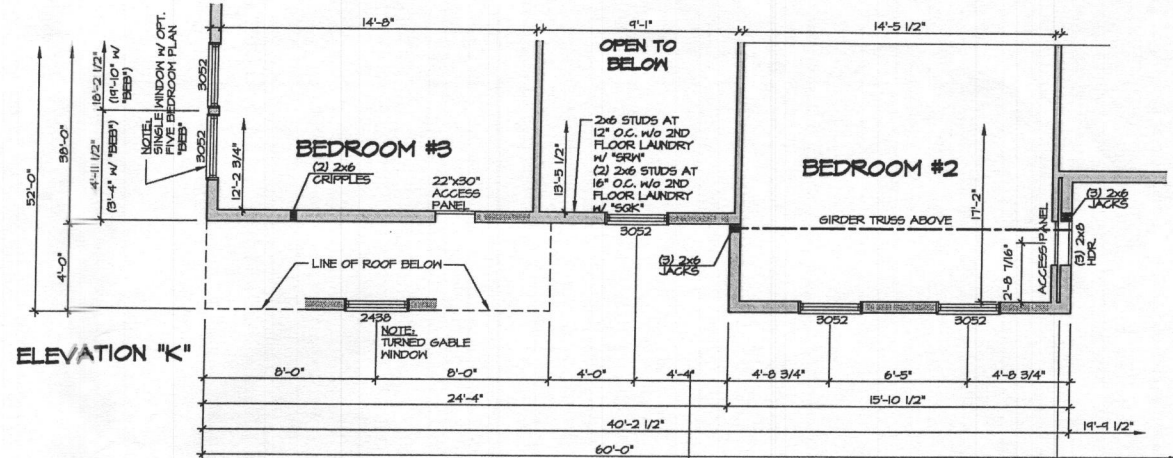 14'-8"
9'-1"
14'-5 1/2"
OPEN TO
BELOW
52'-0"
38'-0"
18'-2 1/2"
(19'-10" W/
"BEB")
4'-11 1/2"
(3'-4" W/ "BEB")
NOTE:
SINGLE WINDOW W/ OPT.
FIVE BEDROOM PLAN
"BEB"
3052
3052
12'-2 3/4"
BEDROOM #3
(2) 2x6
CRIPPLES
22"x30"
ACCESS
PANEL
13'-5 1/2"
2x6 STUDS AT
12" O.C. w/o 2ND
FLOOR LAUNDRY
W/ "SRW"
(2) 2x6 STUDS AT
16" O.C. w/o 2ND
FLOOR LAUNDRY
W/ "SGK"
3052
BEDROOM #2
17'-2"
GIRDER TRUSS ABOVE
(3) 2x6
JACKS
(3) 2x6
JACKS
ACCESS PANEL
(3) 2x8
HDR.
2'-8 7/16"
4'-0"
LINE OF ROOF BELOW
2438
NOTE:
TURNED GABLE
WINDOW
3052
3052
ELEVATION "K"
8'-0"
8'-0"
4'-0"
4'-4"
4'-8 3/4"
6'-5"
4'-8 3/4"
24'-4"
15'-10 1/2"
40'-2 1/2"
19'-9 1/2"
60'-0"